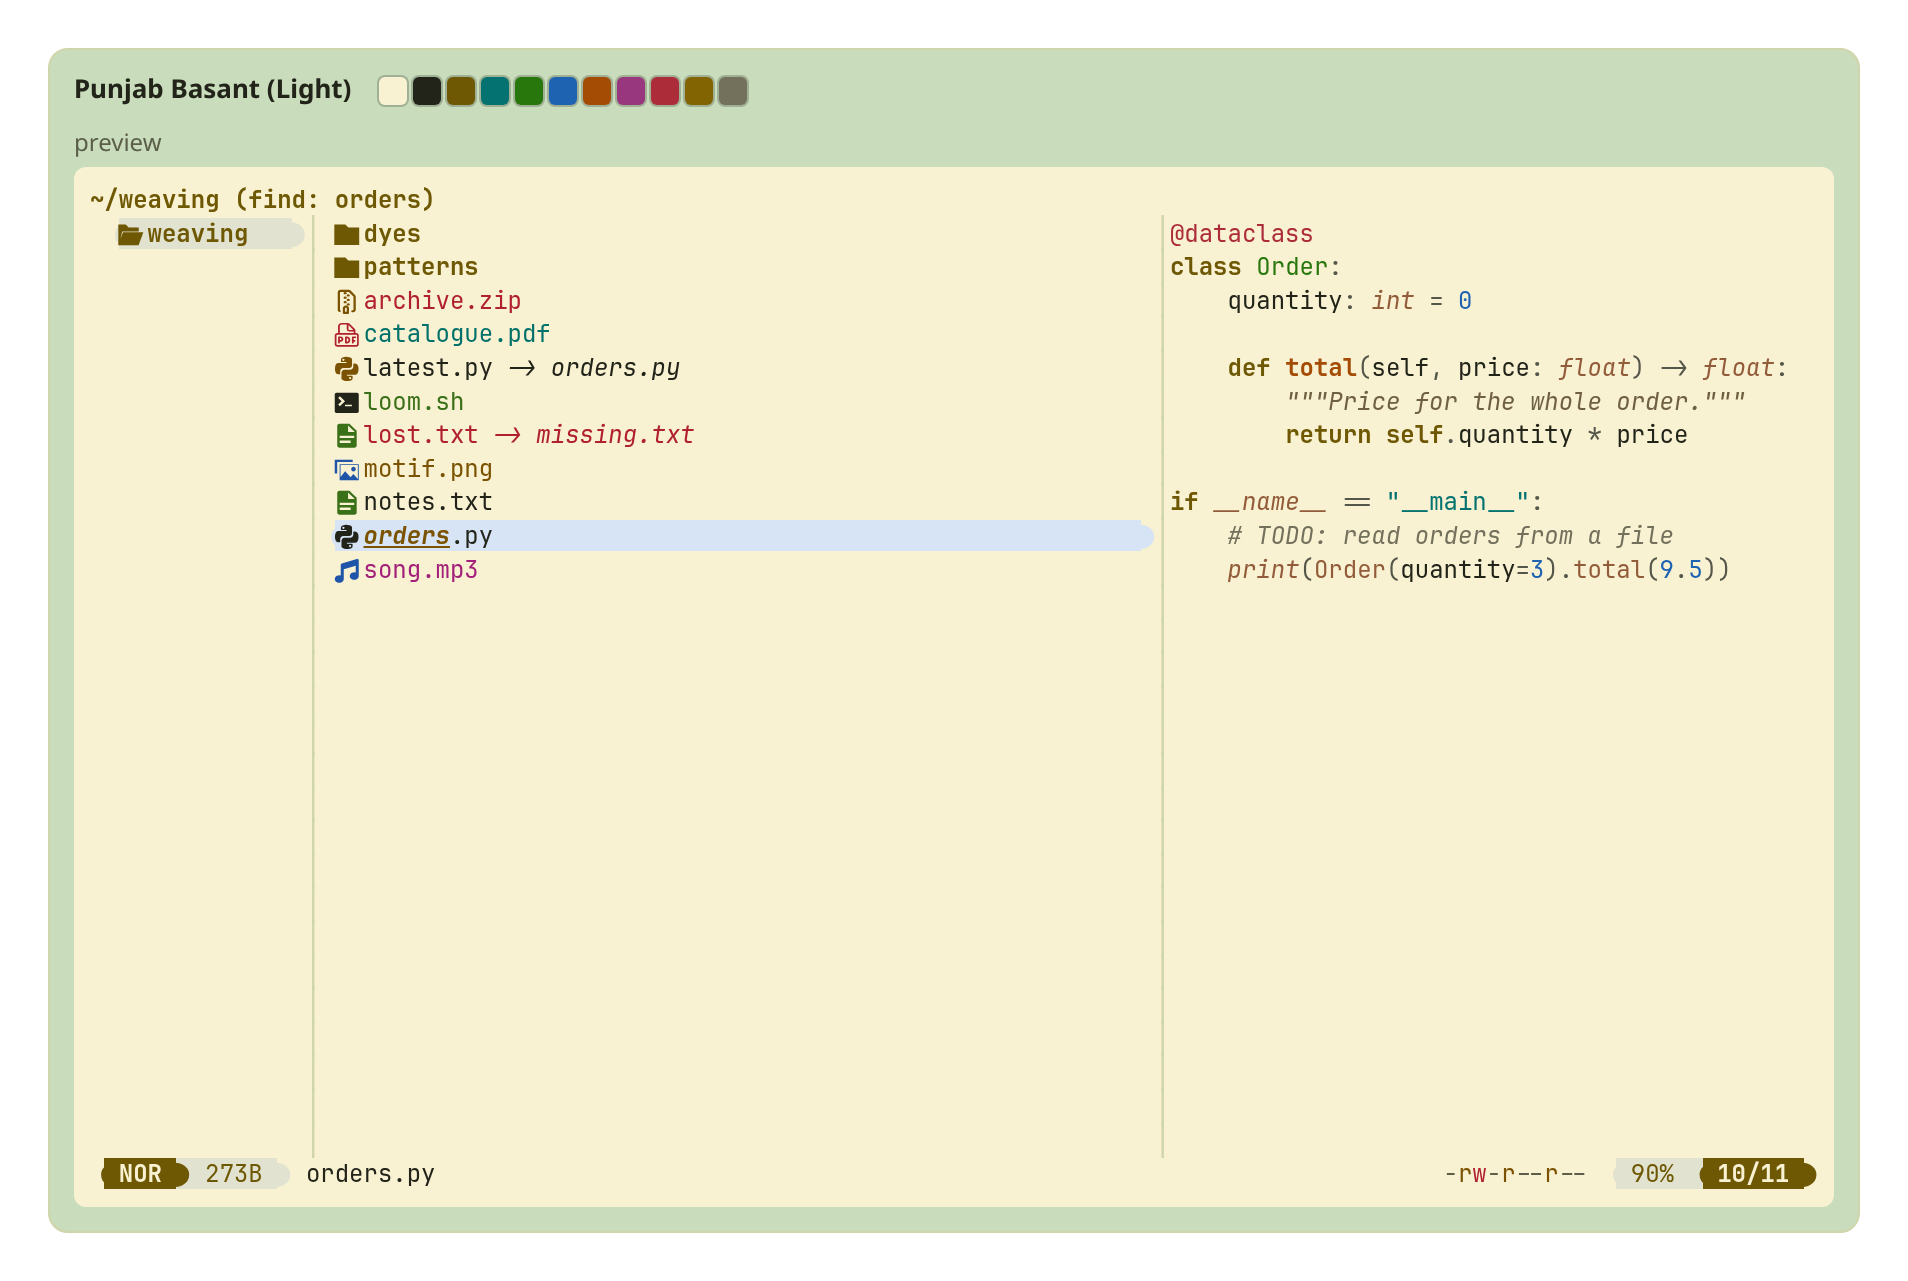 Punjab Basant (Light)
preview
~/weaving (find: orders)
weaving
dyes
patterns
archive.zip
catalogue.pdf
latest.py -> orders.py
loom.sh
lost.txt -> missing.txt
motif.png
notes.txt
orders.py
song.mp3
@dataclass
class Order:
    quantity: int = 0
    def total(self, price: float) -> float:
        """Price for the whole order."""
        return self.quantity * price
if __name__ == "__main__":
    # TODO: read orders from a file
    print(Order(quantity=3).total(9.5))
NOR 273B orders.py
-rw-r--r-- 90% 10/11